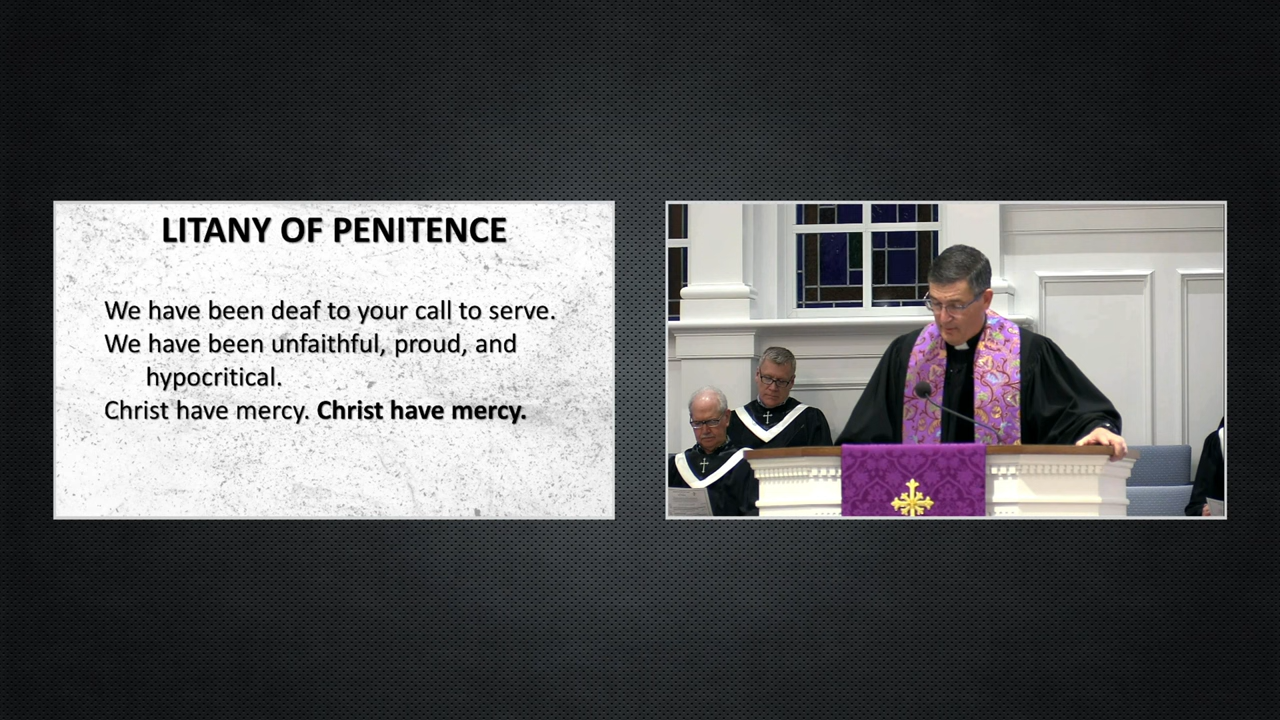 LITANY OF PENITENCE
We have been deaf to your call to serve.
We have been unfaithful, proud, and
hypocritical.
Christ have mercy. Christ have mercy.